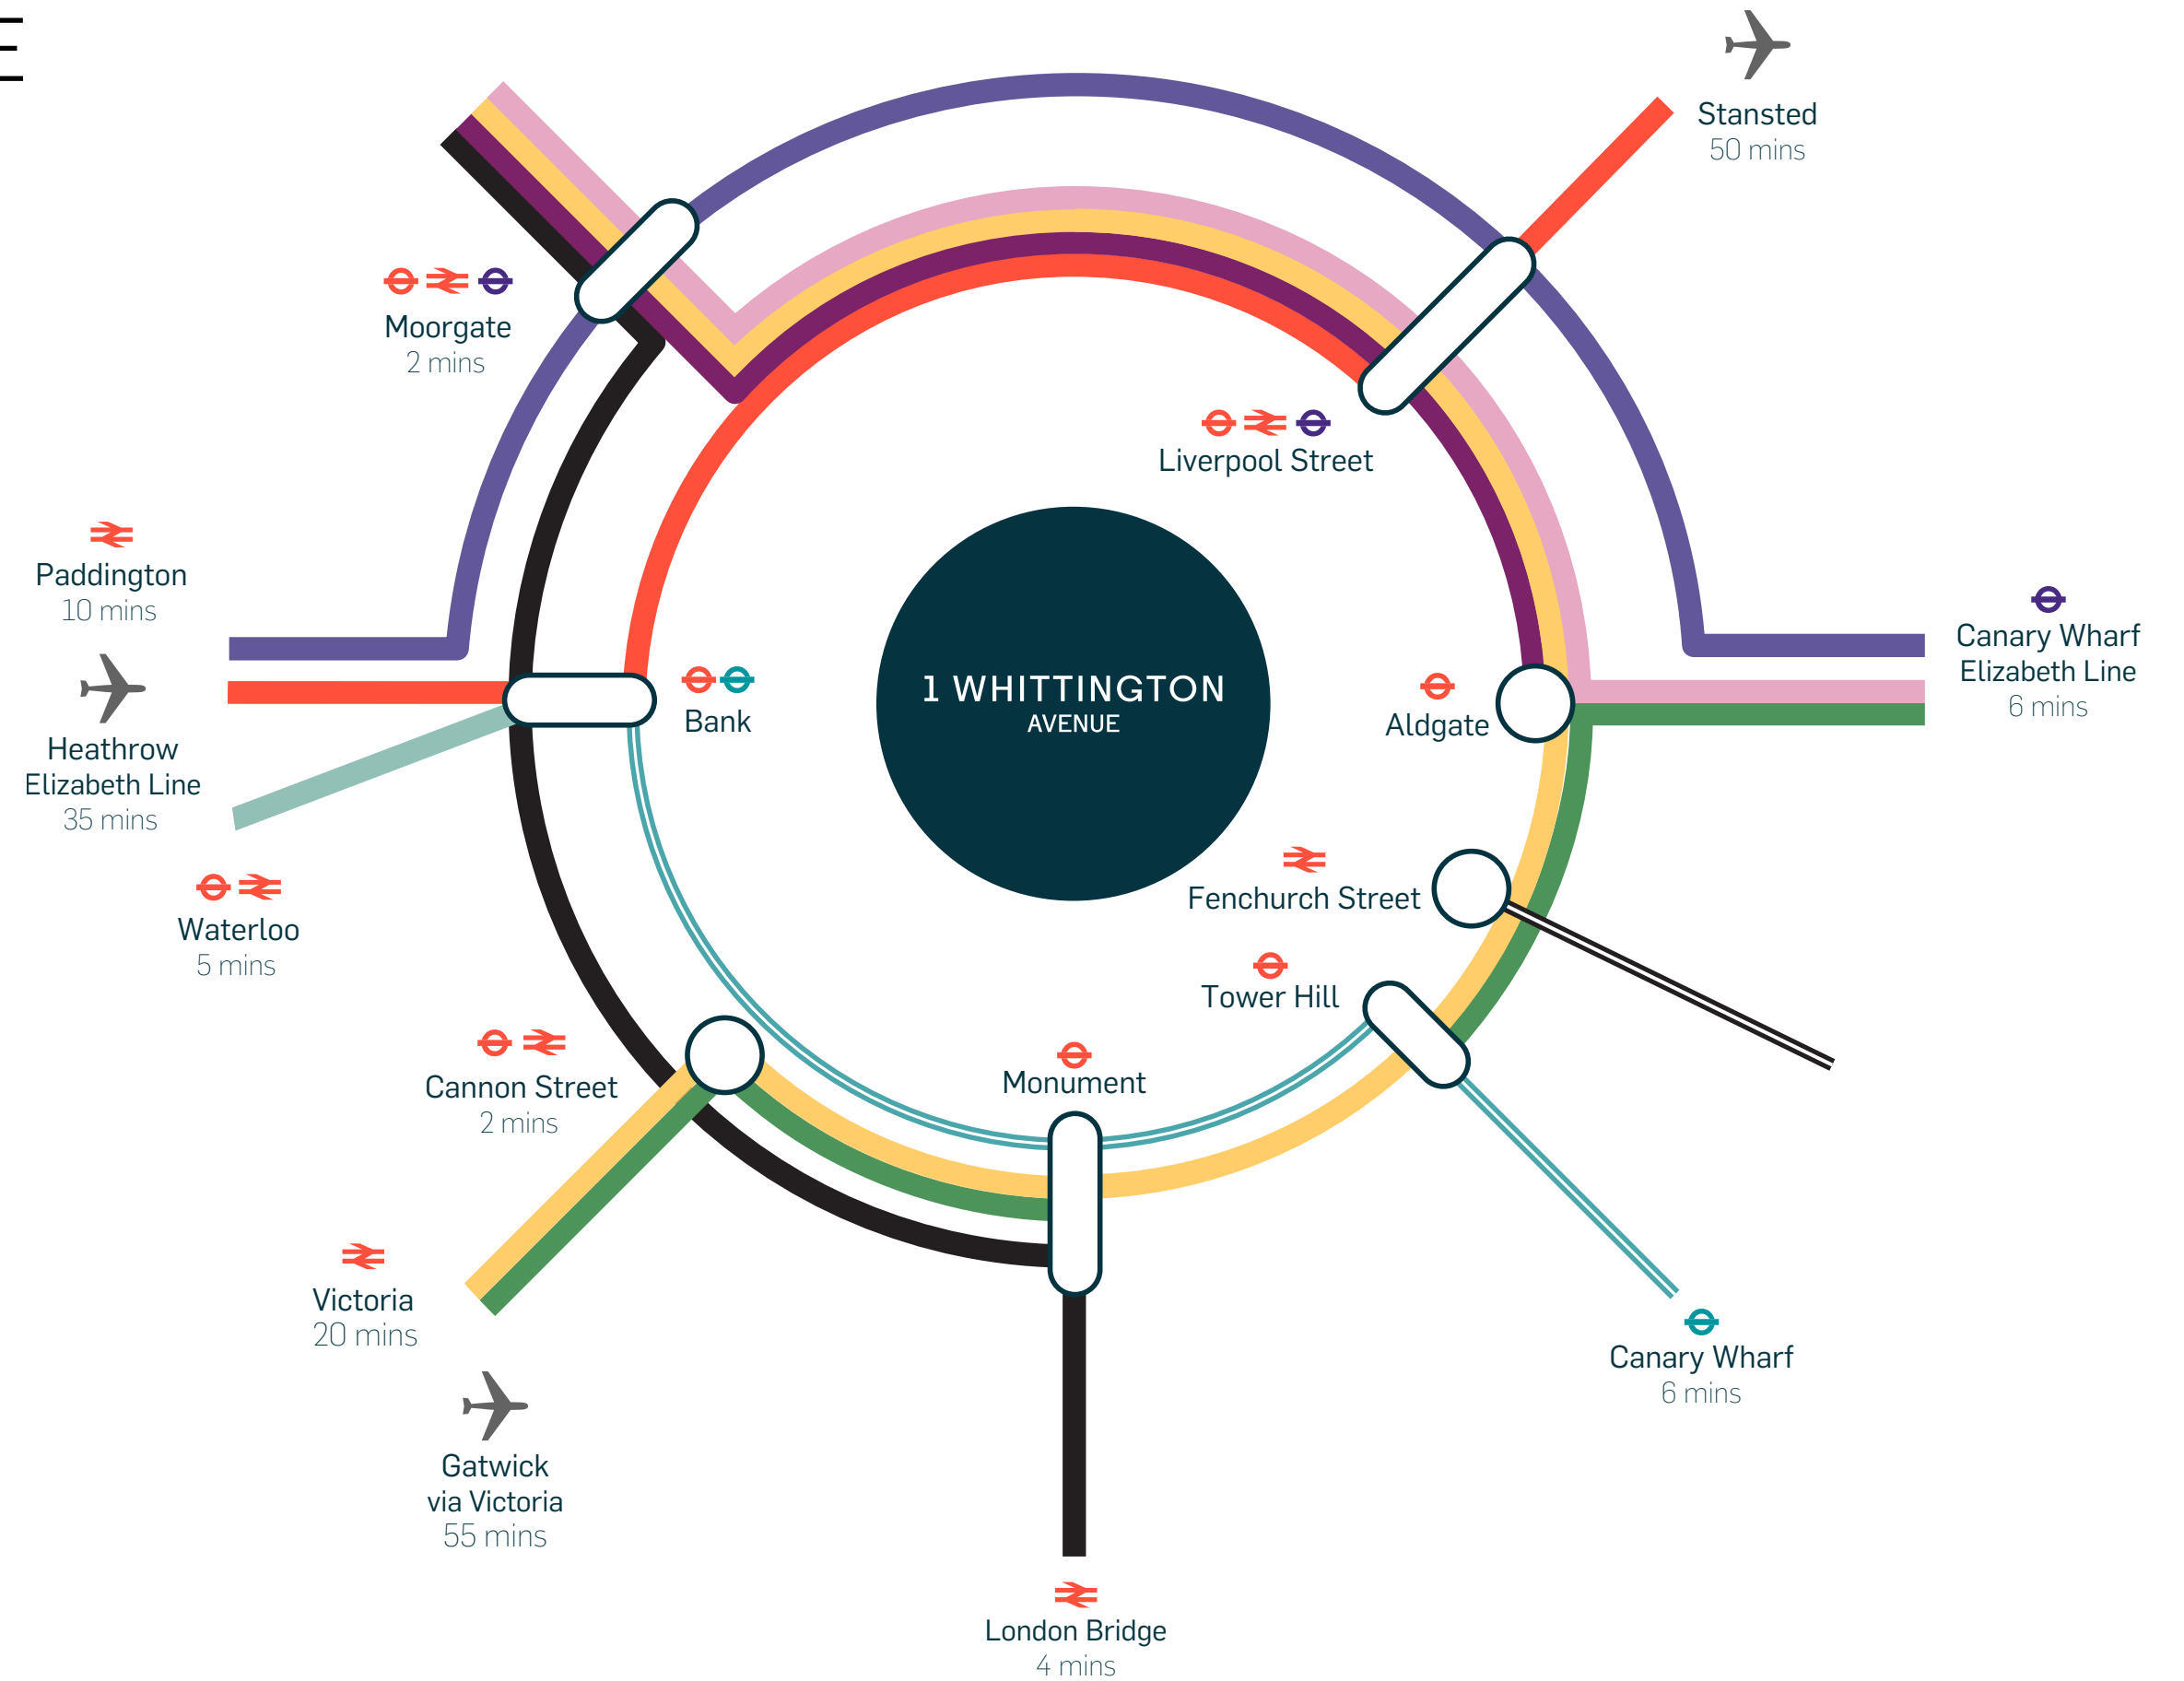 E
Stansted
50 mins
Moorgate
2 mins
Liverpool Street
Paddington
10 mins
Heathrow
Elizabeth Line
35 mins
Bank
1 WHITTINGTON
AVENUE
Aldgate
Canary Wharf
Elizabeth Line
6 mins
Waterloo
5 mins
Fenchurch Street
Tower Hill
Cannon Street
2 mins
Monument
Victoria
20 mins
Gatwick
via Victoria
55 mins
Canary Wharf
6 mins
London Bridge
4 mins